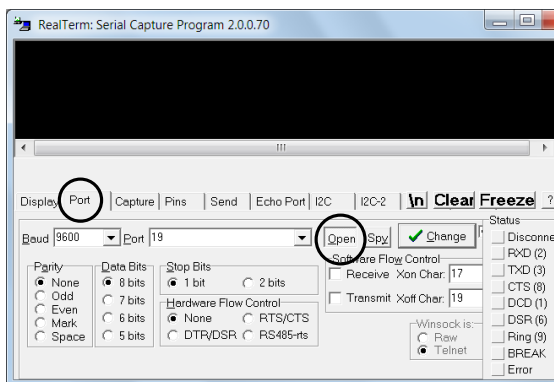 RealTerm: Serial Capture Program 2.0.0.70
Display Port Capture Pins Send Echo Port I2C I2C-2 \n Clear Freeze ?
Status
Baud 9600 Port 19 Open Spy Change
Disconne
RXD (2)
TXD (3)
CTS (8)
DCD (1)
DSR (6)
Ring (9)
BREAK
Error
Parity
None
Odd
Even
Mark
Space
Data Bits
8 bits
7 bits
6 bits
5 bits
Stop Bits
1 bit 2 bits
Hardware Flow Control
None RTS/CTS
DTR/DSR RS485-rts
Software Flow Control
Receive Xon Char: 17
Transmit Xoff Char: 19
Winsock is:
Raw
Telnet